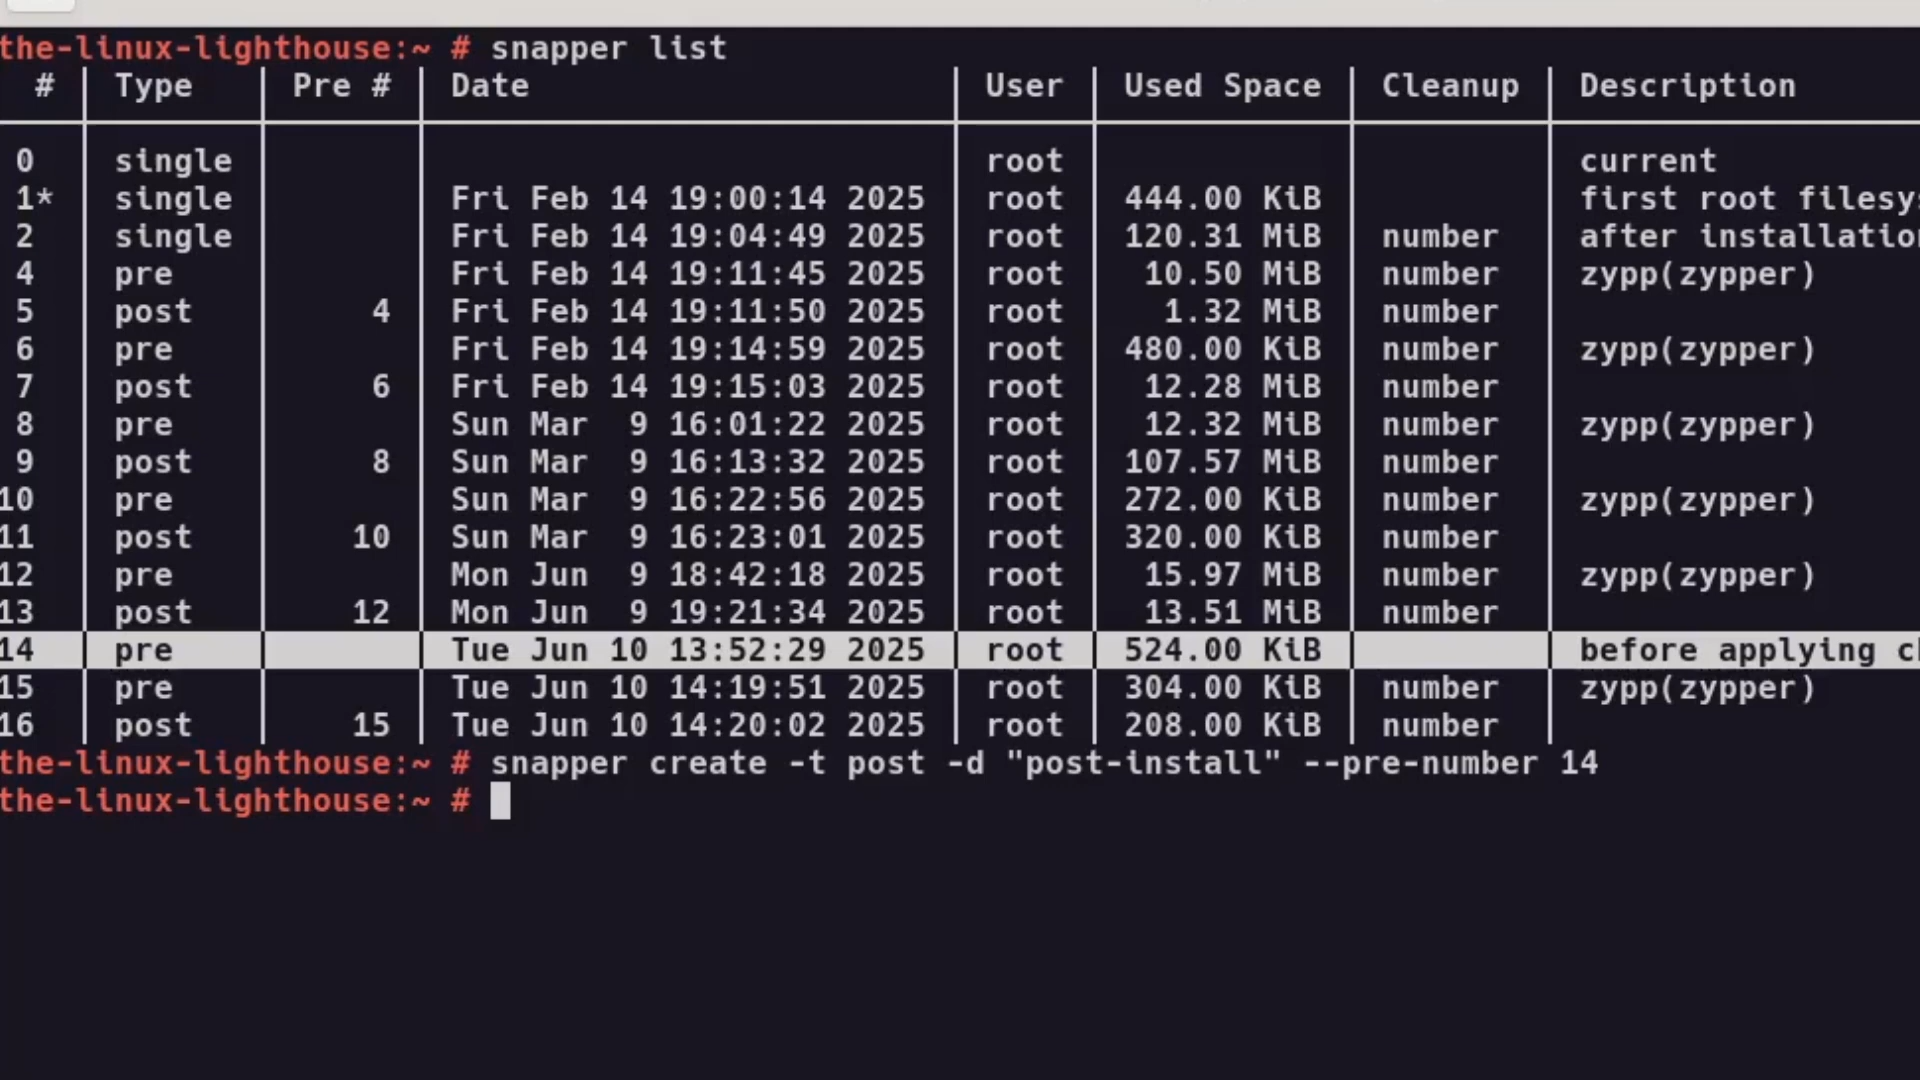 the-linux-lighthouse:~ # snapper list
# | Type | Pre # | Date | User | Used Space | Cleanup | Description
0 | single | | | root | | | current
1* | single | | Fri Feb 14 19:00:14 2025 | root | 444.00 KiB | | first root filesys
2 | single | | Fri Feb 14 19:04:49 2025 | root | 120.31 MiB | number | after installation
4 | pre | | Fri Feb 14 19:11:45 2025 | root | 10.50 MiB | number | zypp(zypper)
5 | post | 4 | Fri Feb 14 19:11:50 2025 | root | 1.32 MiB | number |
6 | pre | | Fri Feb 14 19:14:59 2025 | root | 480.00 KiB | number | zypp(zypper)
7 | post | 6 | Fri Feb 14 19:15:03 2025 | root | 12.28 MiB | number |
8 | pre | | Sun Mar 9 16:01:22 2025 | root | 12.32 MiB | number | zypp(zypper)
9 | post | 8 | Sun Mar 9 16:13:32 2025 | root | 107.57 MiB | number |
10 | pre | | Sun Mar 9 16:22:56 2025 | root | 272.00 KiB | number | zypp(zypper)
11 | post | 10 | Sun Mar 9 16:23:01 2025 | root | 320.00 KiB | number |
12 | pre | | Mon Jun 9 18:42:18 2025 | root | 15.97 MiB | number | zypp(zypper)
13 | post | 12 | Mon Jun 9 19:21:34 2025 | root | 13.51 MiB | number |
14 | pre | | Tue Jun 10 13:52:29 2025 | root | 524.00 KiB | | before applying ch
15 | pre | | Tue Jun 10 14:19:51 2025 | root | 304.00 KiB | number | zypp(zypper)
16 | post | 15 | Tue Jun 10 14:20:02 2025 | root | 208.00 KiB | number |
the-linux-lighthouse:~ # snapper create -t post -d "post-install" --pre-number 14
the-linux-lighthouse:~ #